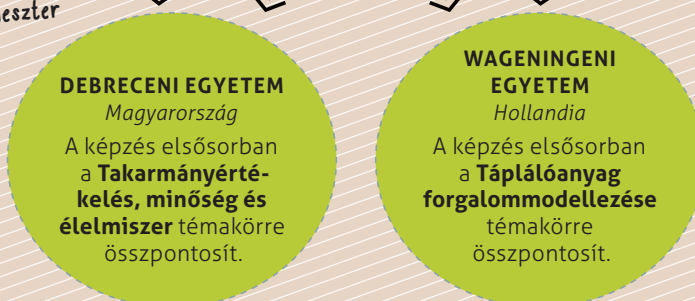 eszter
DEBRECENI EGYETEM
Magyarország
A képzés elsősorban
a Takarmányérté-
kelés, minőség és
élelmiszer témakörre
összpontosít.
WAGENINGENI
EGYETEM
Hollandia
A képzés elsősorban
a Táplálóanyag
forgalommodellezése
témakörre
összpontosít.